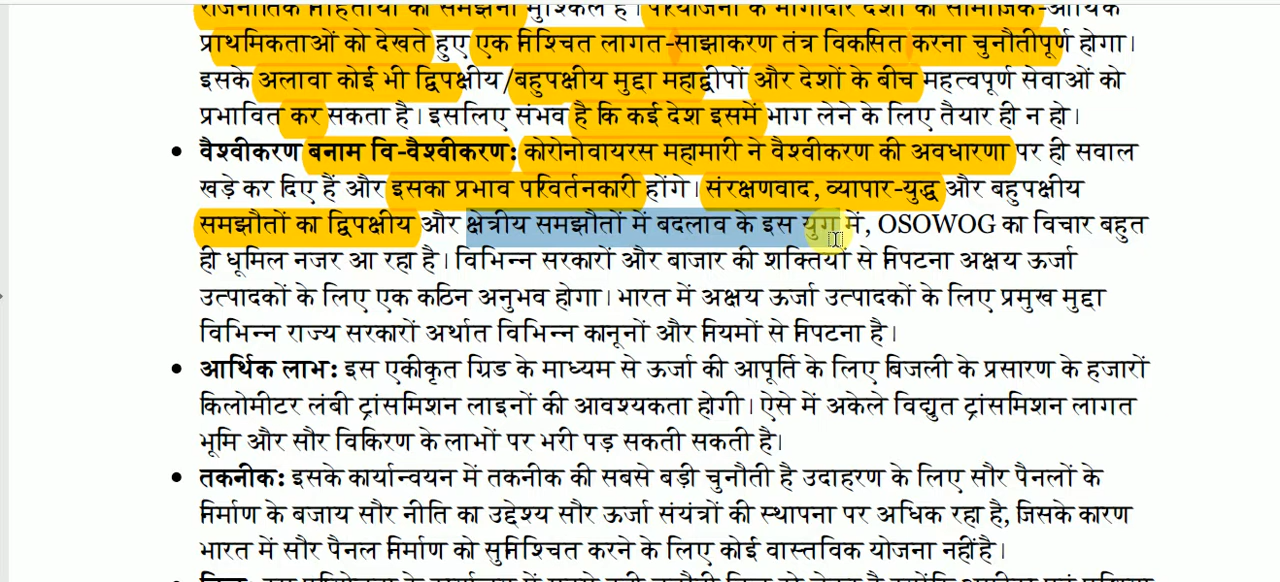 राजनीतिक माहितीयों को समझना मुश्किल है। परियोजना के भागीदार देशों की सामाजिक-आर्थिक
प्राथमिकताओं को देखते हुए एक निश्चित लागत-साझाकरण तंत्र विकसित करना चुनौतीपूर्ण होगा।
इसके अलावा कोई भी द्विपक्षीय/बहुपक्षीय मुद्दा महाद्वीपों और देशों के बीच महत्वपूर्ण सेवाओं को
प्रभावित कर सकता है। इसलिए संभव है कि कई देश इसमें भाग लेने के लिए तैयार ही न हो।
• वैश्वीकरण बनाम वि-वैश्वीकरण: कोरोनोवायरस महामारी ने वैश्वीकरण की अवधारणा पर ही सवाल
खड़े कर दिए हैं और इसका प्रभाव परिवर्तनकारी होंगे। संरक्षणवाद, व्यापार-युद्ध और बहुपक्षीय
समझौतों का द्विपक्षीय और क्षेत्रीय समझौतों में बदलाव के इस युग में, OSOWOG का विचार बहुत
ही धूमिल नजर आ रहा है। विभिन्न सरकारों और बाजार की शक्तियों से निपटना अक्षय ऊर्जा
उत्पादकों के लिए एक कठिन अनुभव होगा। भारत में अक्षय ऊर्जा उत्पादकों के लिए प्रमुख मुद्दा
विभिन्न राज्य सरकारों अर्थात विभिन्न कानूनों और नियमों से निपटना है।
• आर्थिक लाभ: इस एकीकृत ग्रिड के माध्यम से ऊर्जा की आपूर्ति के लिए बिजली के प्रसारण के हजारों
किलोमीटर लंबी ट्रांसमिशन लाइनों की आवश्यकता होगी। ऐसे में अकेले विद्युत ट्रांसमिशन लागत
भूमि और सौर विकिरण के लाभों पर भरी पड़ सकती सकती है।
• तकनीक: इसके कार्यान्वयन में तकनीक की सबसे बड़ी चुनौती है उदाहरण के लिए सौर पैनलों के
निर्माण के बजाय सौर नीति का उद्देश्य सौर ऊर्जा संयंत्रों की स्थापना पर अधिक रहा है, जिसके कारण
भारत में सौर पैनल निर्माण को सुनिश्चित करने के लिए कोई वास्तविक योजना नहीं है।